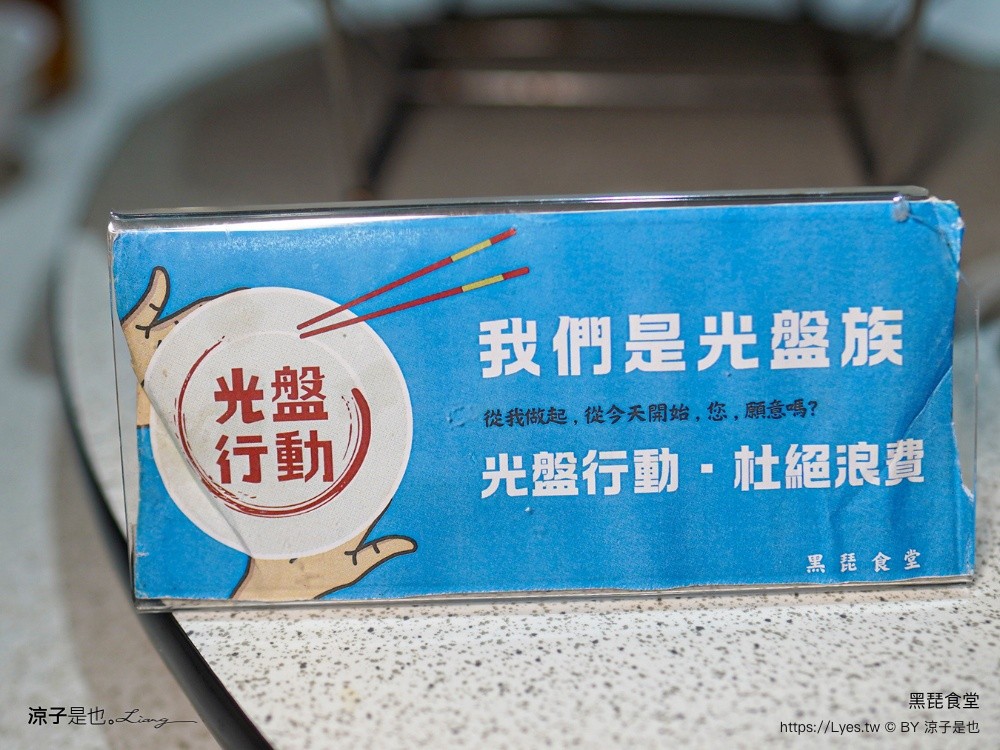 光盤
行動
我們是光盤族
從我做起,從今天開始,您,願意嗎?
光盤行動·杜絕浪費
黑琵食堂
涼子是也。Liang
黑琵食堂
https://Lyes.tw © BY 涼子是也